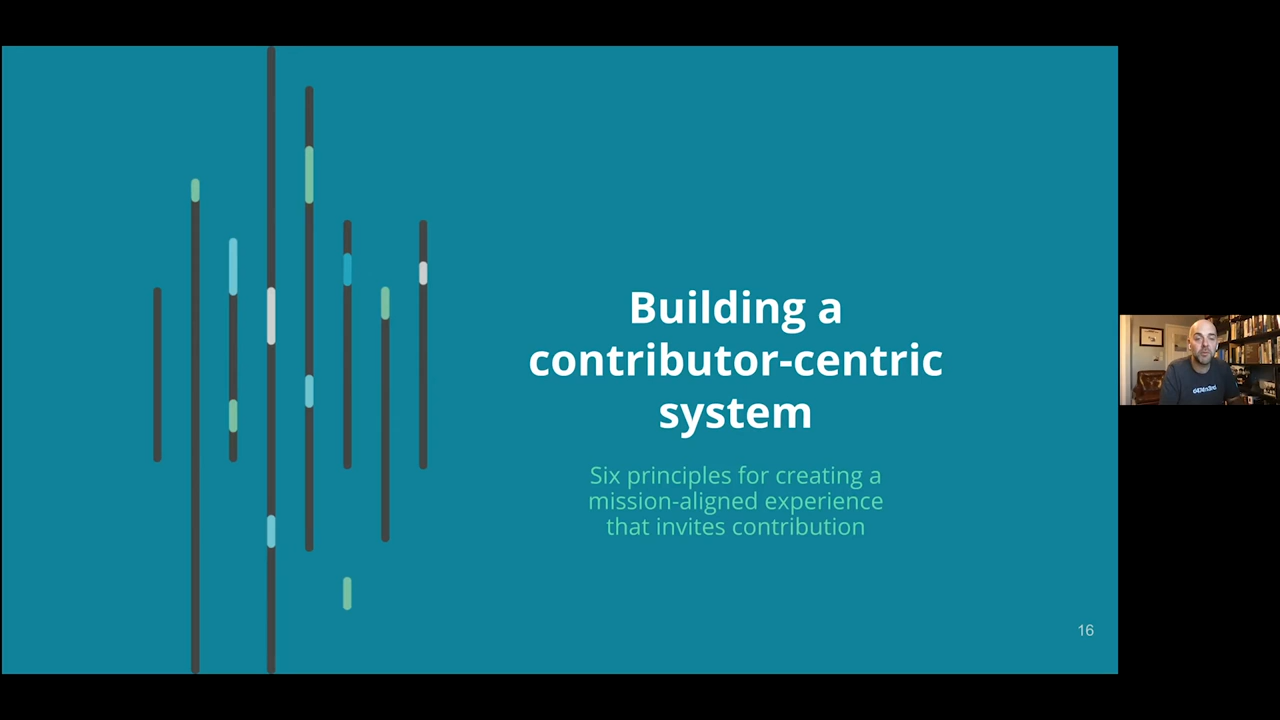 Building a
contributor-centric
system
Six principles for creating a
mission-aligned experience
that invites contribution
16